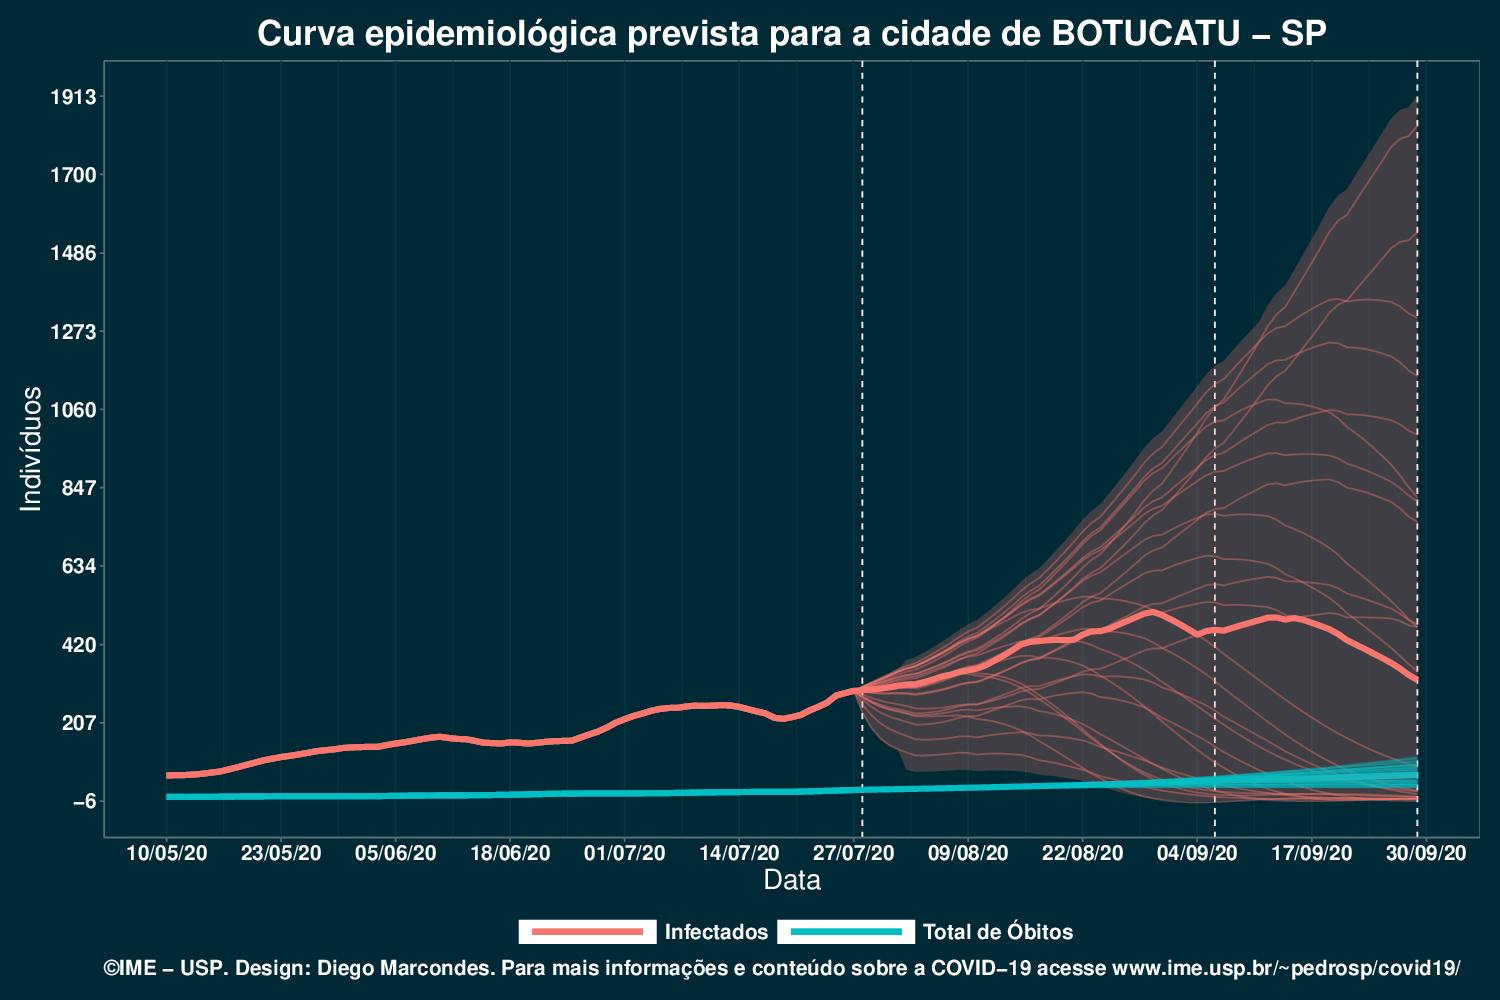 Curva epidemiológica prevista para a cidade de BOTUCATU – SP
1913
1700
1486
1273
1060
847
634
420
207
−6
Indivíduos
10/05/20 23/05/20 05/06/20 18/06/20 01/07/20 14/07/20 27/07/20 09/08/20 22/08/20 04/09/20 17/09/20 30/09/20
Data
Infectados Total de Óbitos
©IME – USP. Design: Diego Marcondes. Para mais informações e conteúdo sobre a COVID−19 acesse www.ime.usp.br/~pedrosp/covid19/